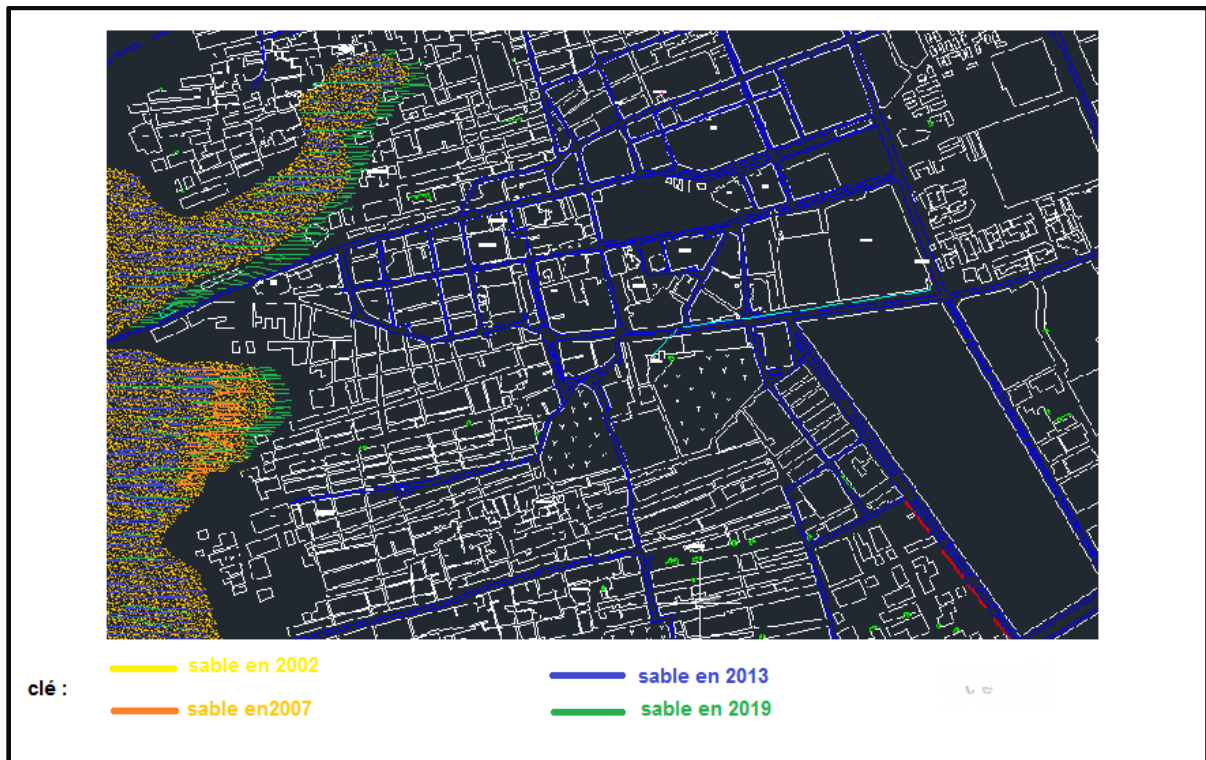 sable en 2002
sable en 2013
clé :
sable en2007
sable en 2019